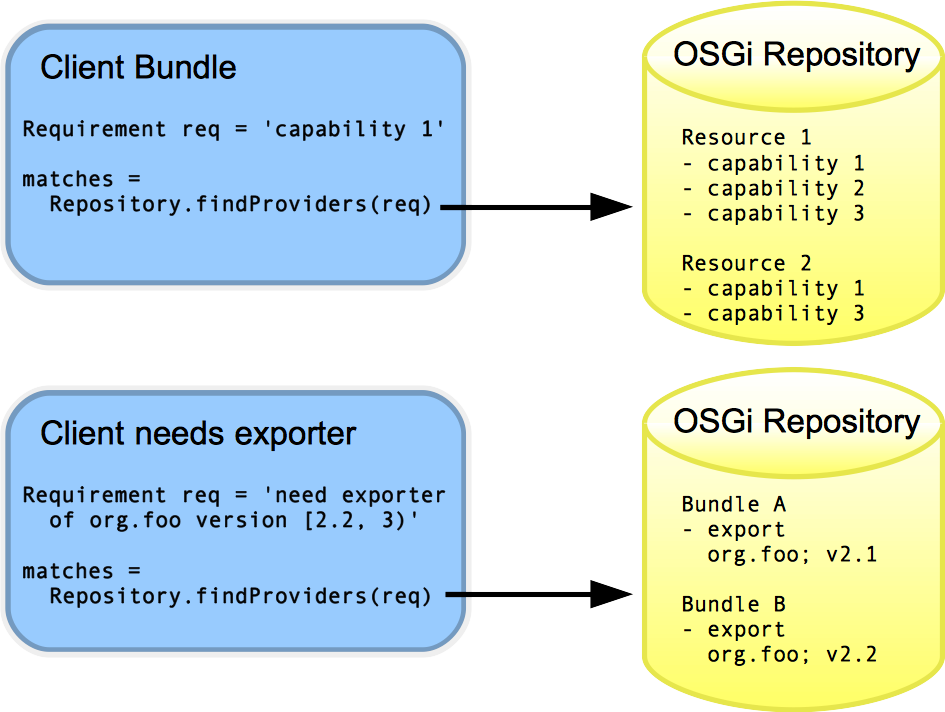 Client Bundle
Requirement req = 'capability 1'
matches =
Repository.findProviders(req)
OSGi Repository
Resource 1
- capability 1
- capability 2
- capability 3
Resource 2
- capability 1
- capability 3
Client needs exporter
Requirement req = 'need exporter
of org.foo version [2.2, 3)'
matches =
Repository.findProviders(req)
OSGi Repository
Bundle A
- export
org.foo; v2.1
Bundle B
- export
org.foo; v2.2